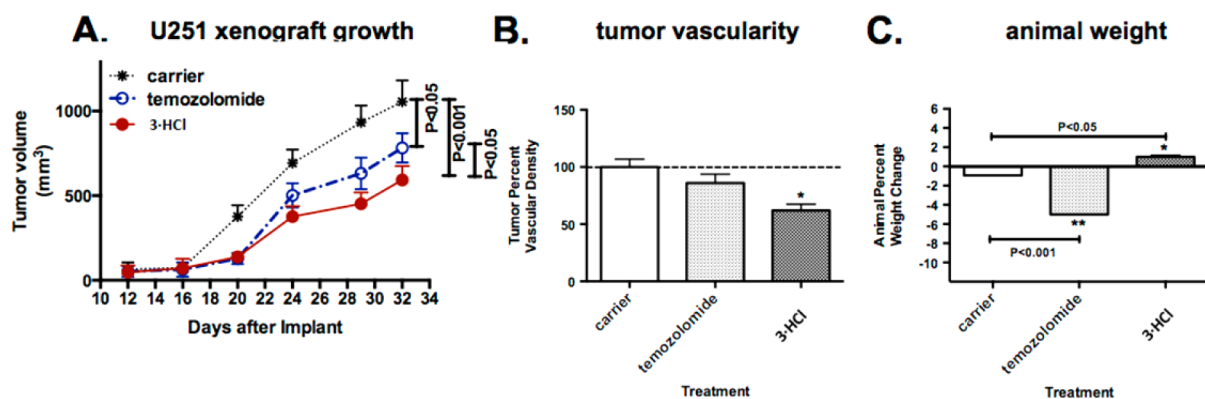 A. U251 xenograft growth
carrier
temozolomide
3·HCl
Tumor volume
(mm³)
1000
500
0
10 12 14 16 18 20 22 24 26 28 30 32 34
Days after Implant
P<0.05
P<0.001
P<0.05
B. tumor vascularity
Tumor Percent
Vascular Density
150
100
50
0
*
carrier
temozolomide
3·HCl
Treatment
C. animal weight
Animal Percent
Weight Change
6
4
2
0
-2
-4
-6
-8
-10
P<0.05
*
**
P<0.001
carrier
temozolomide
3·HCl
Treatment